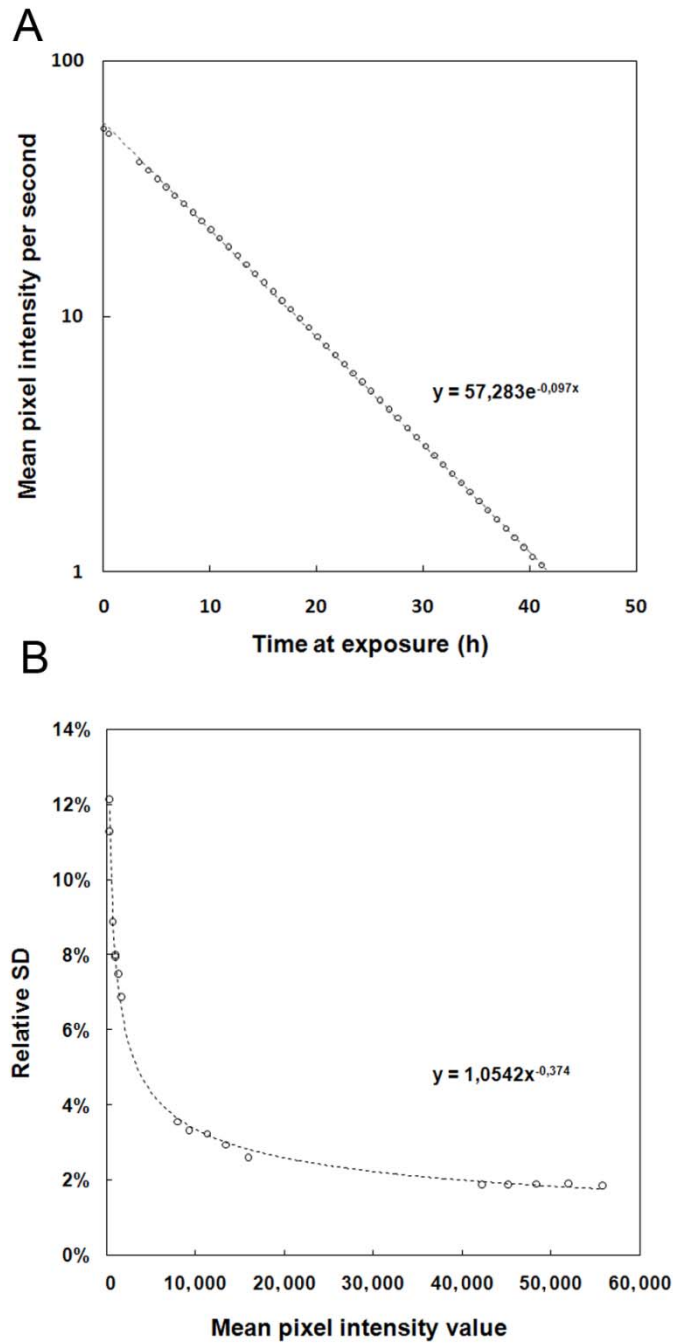 A
100
10
1
Mean pixel intensity per second
y = 57,283e-0,097x
0 10 20 30 40 50
Time at exposure (h)
B
14%
12%
10%
8%
6%
4%
2%
0%
Relative SD
y = 1,0542x-0,374
0 10,000 20,000 30,000 40,000 50,000 60,000
Mean pixel intensity value